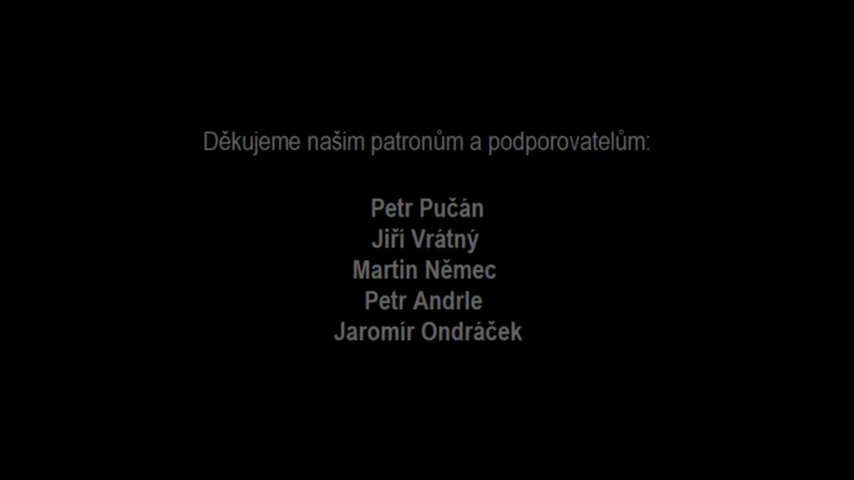 Děkujeme našim patronům a podporovatelům:
Petr Pučán
Jiří Vrátný
Martin Němec
Petr Andrle
Jaromír Ondráček